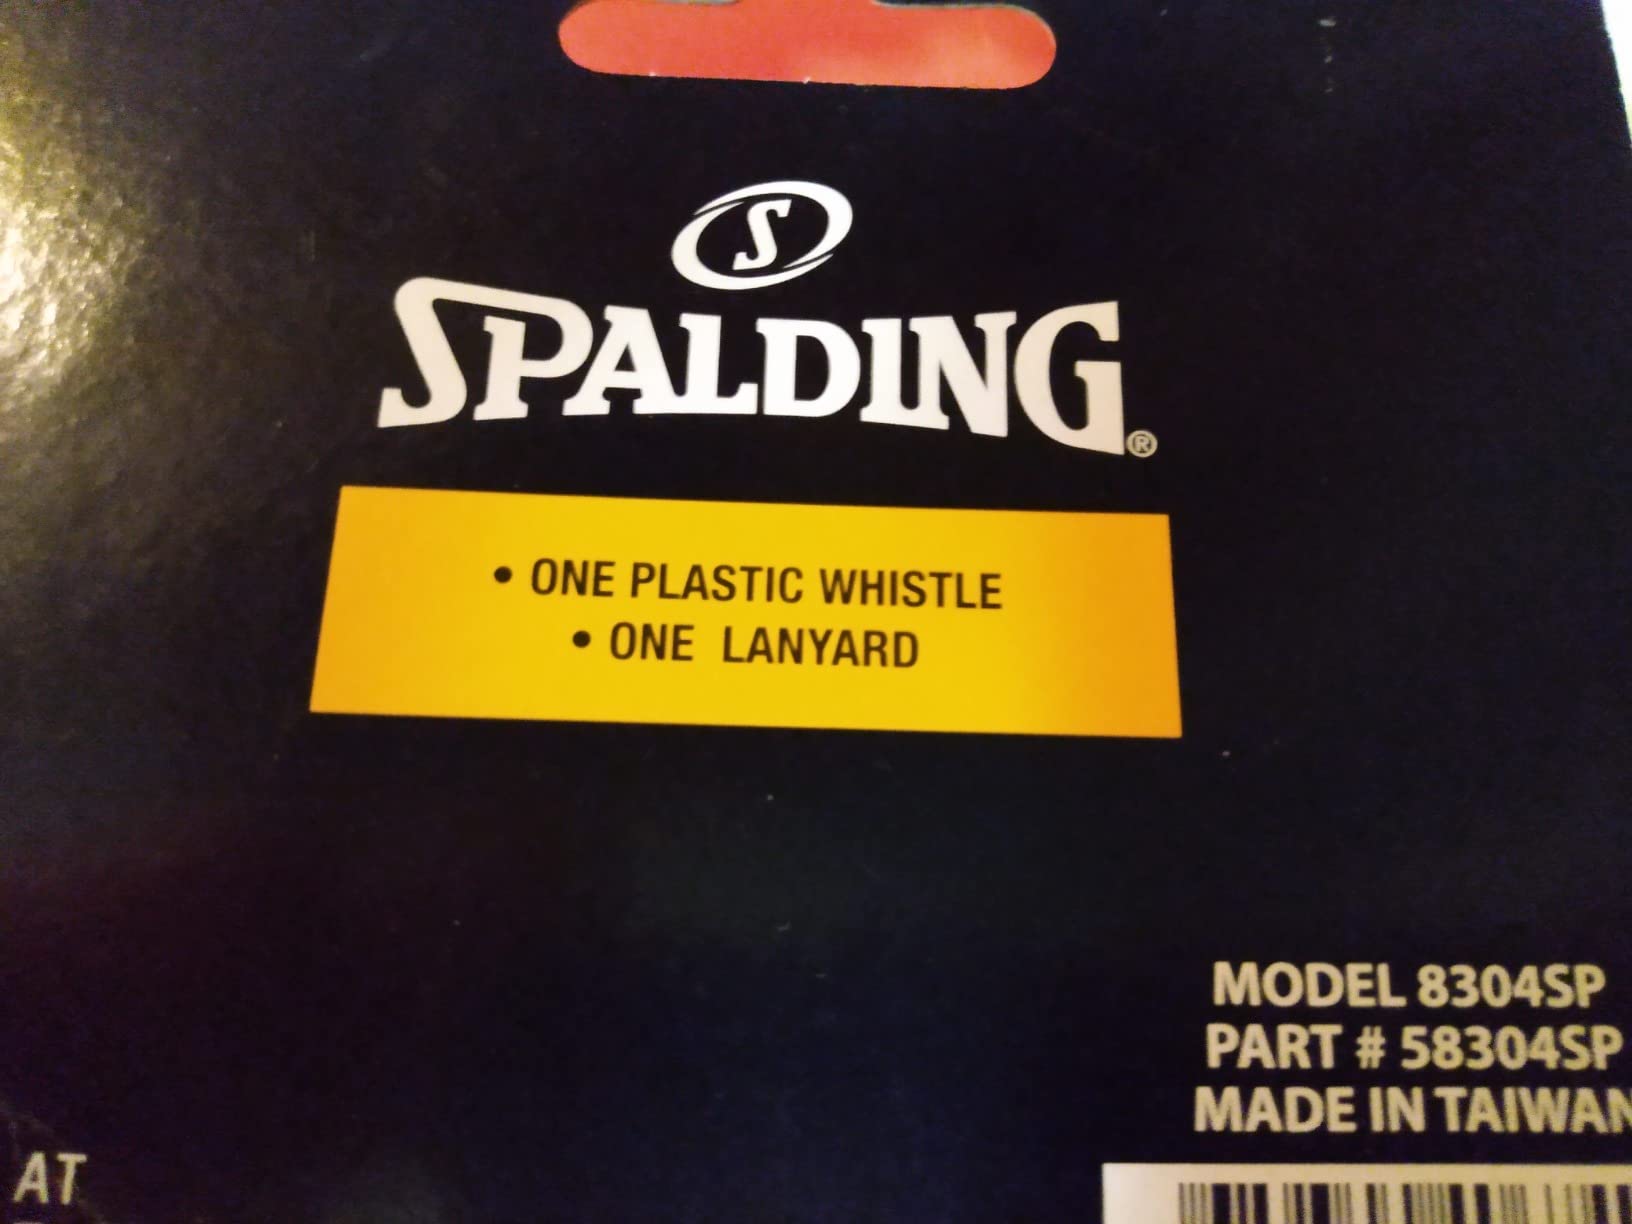 S
SPALDING®
• ONE PLASTIC WHISTLE
• ONE LANYARD
MODEL 8304SP
PART # 58304SP
MADE IN TAIWAN
AT